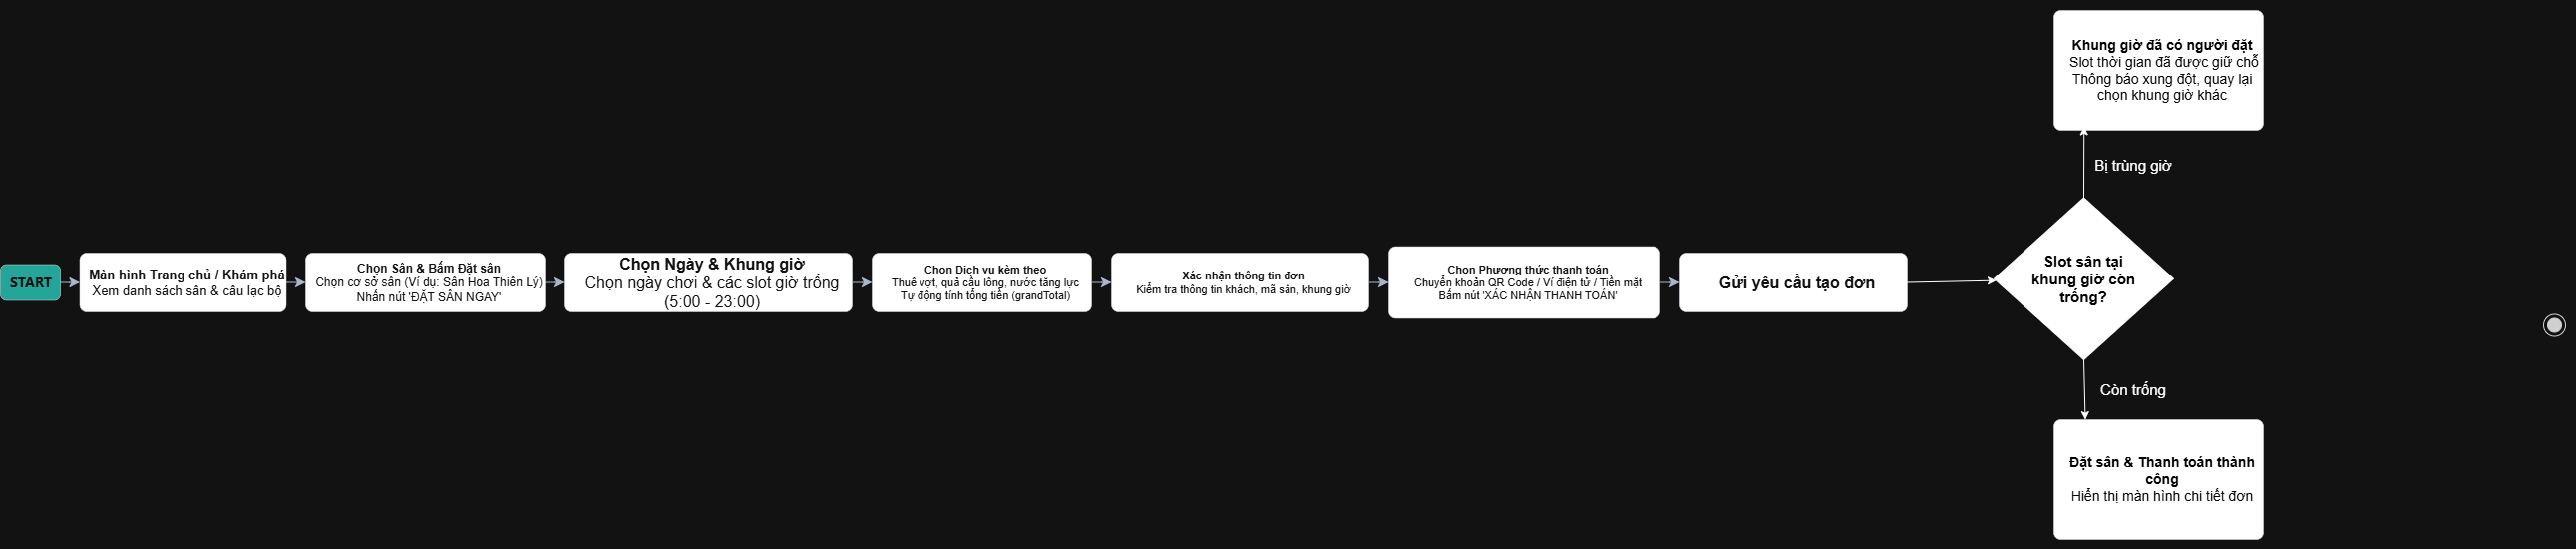 START
Màn hình Trang chủ / Khám phá
Xem danh sách sân & câu lạc bộ
Chọn Sân & Bấm Đặt sân
Chọn cơ sở sân (Ví dụ: Sân Hoa Thiên Lý)
Nhấn nút 'ĐẶT SÂN NGAY'
Chọn Ngày & Khung giờ
Chọn ngày chơi & các slot giờ trống
(5:00 - 23:00)
Chọn Dịch vụ kèm theo
Thuê vợt, quả cầu lông, nước tăng lực
Tự động tính tổng tiền (grandTotal)
Xác nhận thông tin đơn
Kiểm tra thông tin khách, mã sân, khung giờ
Chọn Phương thức thanh toán
Chuyển khoản QR Code / Ví điện tử / Tiền mặt
Bấm nút 'XÁC NHẬN THANH TOÁN'
Gửi yêu cầu tạo đơn
Slot sân tại
khung giờ còn
trống?
Bị trùng giờ
Khung giờ đã có người đặt
Slot thời gian đã được giữ chỗ
Thông báo xung đột, quay lại
chọn khung giờ khác
Còn trống
Đặt sân & Thanh toán thành
công
Hiển thị màn hình chi tiết đơn